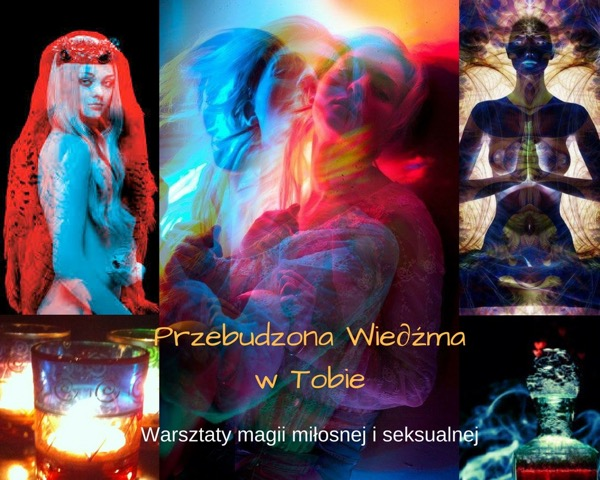 Przebudzona Wiedźma
w Tobie
Warsztaty magii miłosnej i seksualnej